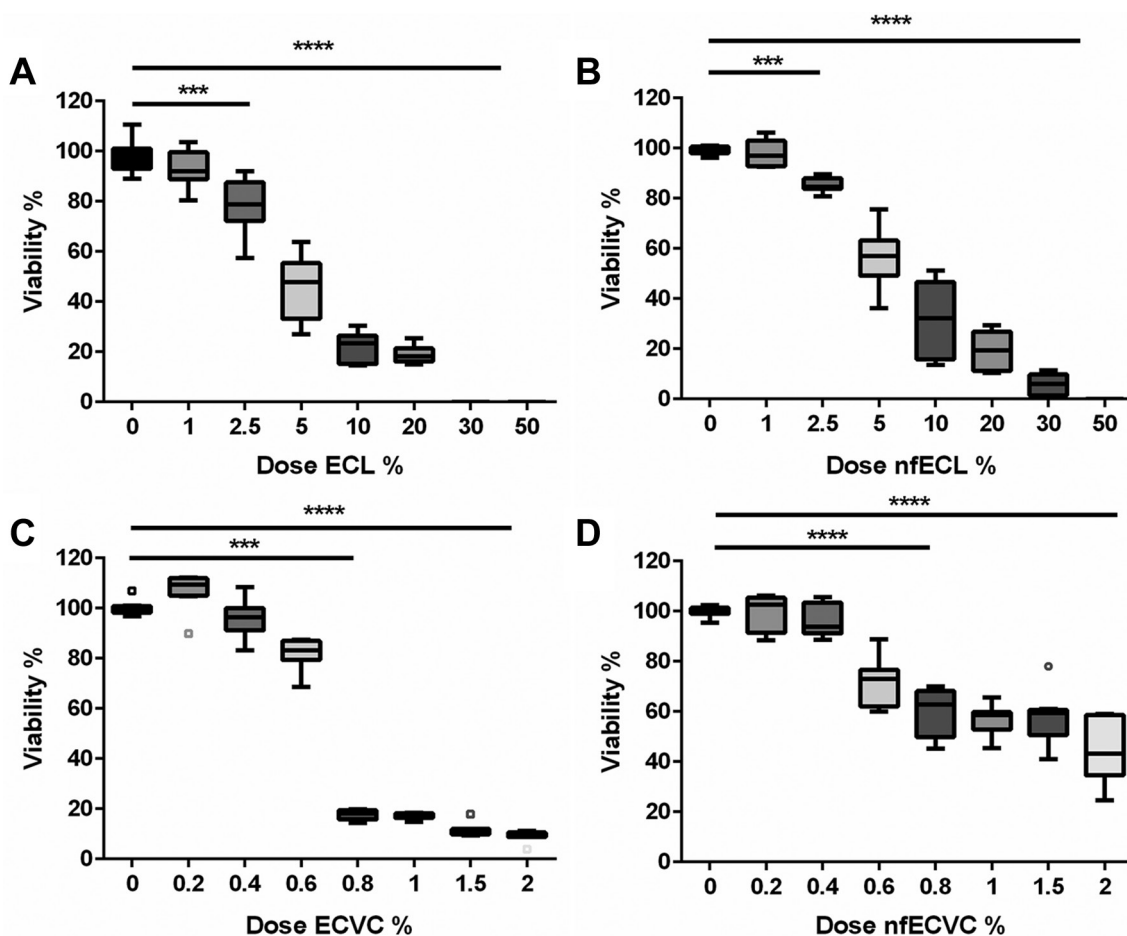 A
****
***
Viability %
120
100
80
60
40
20
0
0 1 2.5 5 10 20 30 50
Dose ECL %
B
****
***
Viability %
120
100
80
60
40
20
0
0 1 2.5 5 10 20 30 50
Dose nfECL %
C
****
***
Viability %
120
100
80
60
40
20
0
0 0.2 0.4 0.6 0.8 1 1.5 2
Dose ECVC %
D
****
****
Viability %
120
100
80
60
40
20
0
0 0.2 0.4 0.6 0.8 1 1.5 2
Dose nfECVC %